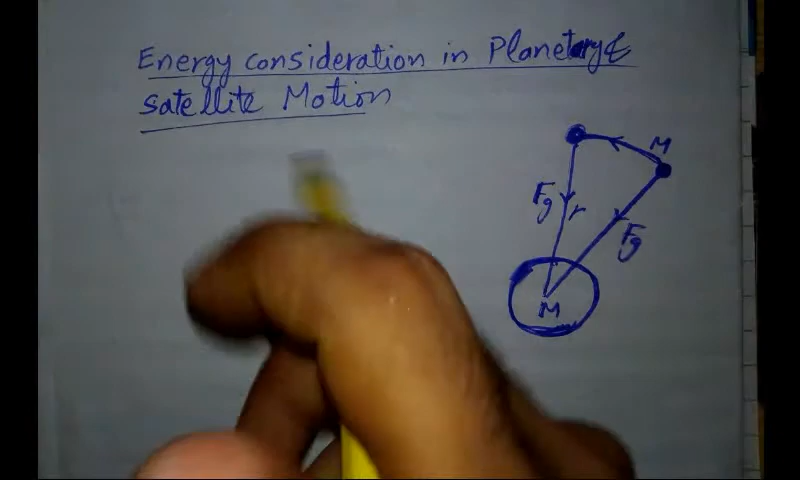 Energy consideration in Planetary &
satellite Motion
M
Fg
r
Fg
M